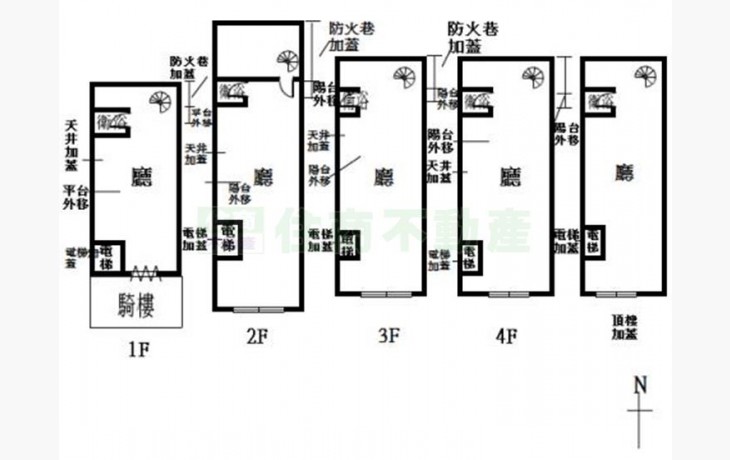 防火巷
加蓋
天井加蓋
平台
外移
電梯
蓋
衛浴
廳
電梯
騎樓
1F
平台
外移
天井
加蓋
陽台
外移
電梯
加蓋
衛浴
廳
電梯
2F
防火巷
加蓋
陽台
外移
衛浴
陽台
外移
天井
加蓋
廳
電梯
加蓋
電梯
3F
防火巷
加蓋
陽台
外移
衛浴
陽台
外移
天井
加蓋
廳
電梯
加蓋
電梯
蓋
電梯
4F
衛浴
陽台
外移
廳
電梯
加蓋
電梯
頂樓
加蓋
住商不動產
N